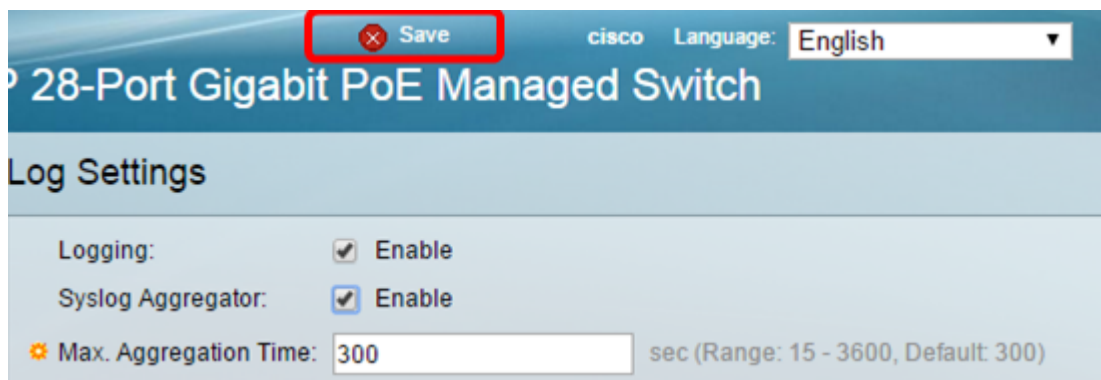 Save cisco Language: English
P 28-Port Gigabit PoE Managed Switch
Log Settings
Logging: Enable
Syslog Aggregator: Enable
Max. Aggregation Time: 300 sec (Range: 15 - 3600, Default: 300)